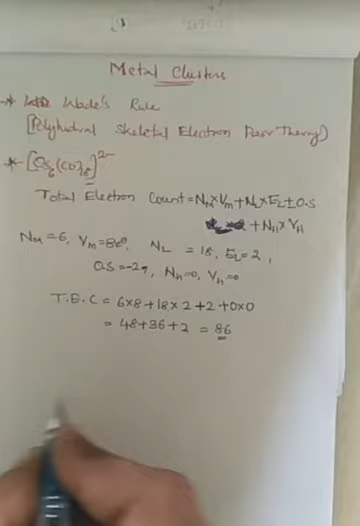 Metal Clusters
* Wade's Rule
[Polyhidral Skeletal Electron Pair Theory)
* [Os6(CO)18]2-
Total Electron Count = NM×VM + NL×EL ± O.S
+ NH×VH
NM = 6, VM = 8e, NL = 18, EL = 2,
O.S = -2, NH = 0, VH = 0
T.E.C = 6×8+18×2+2+0×0
= 48+36+2 = 86